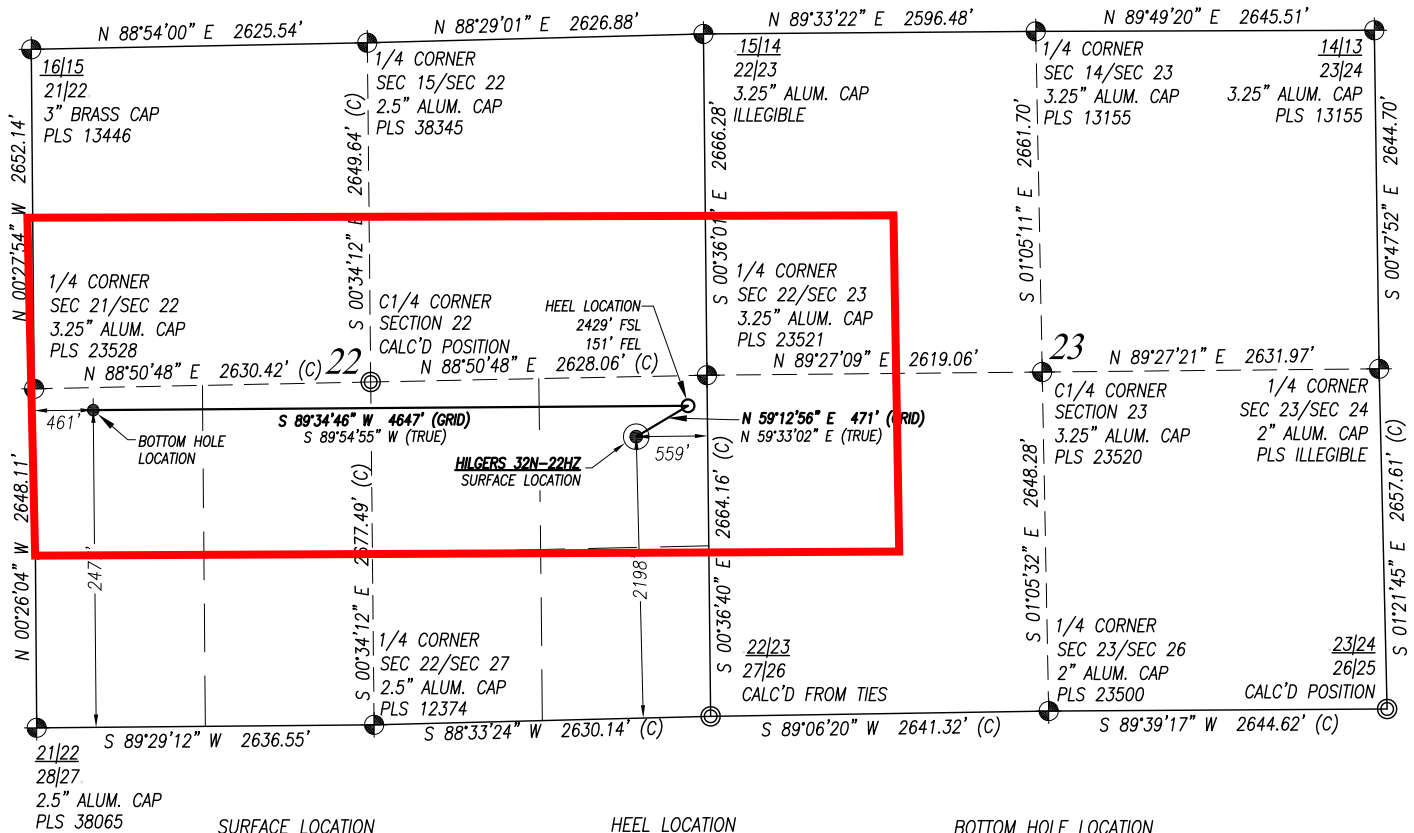 N 88°54'00" E 2625.54'
N 88°29'01" E 2626.88'
N 89°33'22" E 2596.48'
N 89°49'20" E 2645.51'
16|15
21|22
3" BRASS CAP
PLS 13446
1/4 CORNER
SEC 15/SEC 22
2.5" ALUM. CAP
PLS 38345
15|14
22|23
3.25" ALUM. CAP
ILLEGIBLE
1/4 CORNER
SEC 14/SEC 23
3.25" ALUM. CAP
PLS 13155
14|13
23|24
3.25" ALUM. CAP
PLS 13155
N 00°27'54" W 2652.14'
S 00°34'12" E 2649.64' (C)
S 00°36'01" E 2666.28'
S 01°05'11" E 2661.70'
S 00°47'52" E 2644.70'
1/4 CORNER
SEC 21/SEC 22
3.25" ALUM. CAP
PLS 23528
C1/4 CORNER
SECTION 22
CALC'D POSITION
HEEL LOCATION
2429' FSL
151' FEL
1/4 CORNER
SEC 22/SEC 23
3.25" ALUM. CAP
PLS 23521
N 88°50'48" E 2630.42' (C)
22
N 88°50'48" E 2628.06' (C)
N 89°27'09" E 2619.06'
23
N 89°27'21" E 2631.97'
461'
BOTTOM HOLE
LOCATION
S 89°34'46" W 4647' (GRID)
S 89°54'55" W (TRUE)
N 59°12'56" E 471' (GRID)
N 59°33'02" E (TRUE)
559'
HILGERS 32N-22HZ
SURFACE LOCATION
C1/4 CORNER
SECTION 23
3.25" ALUM. CAP
PLS 23520
1/4 CORNER
SEC 23/SEC 24
2" ALUM. CAP
PLS ILLEGIBLE
N 00°26'04" W 2648.11'
S 00°34'12" E 2677.49' (C)
2198'
S 00°36'40" E 2664.16' (C)
S 01°05'32" E 2648.28'
S 01°21'45" E 2657.61' (C)
1/4 CORNER
SEC 22/SEC 27
2.5" ALUM. CAP
PLS 12374
22|23
27|26
CALC'D FROM TIES
1/4 CORNER
SEC 23/SEC 26
2" ALUM. CAP
PLS 23500
23|24
26|25
CALC'D POSITION
S 89°29'12" W 2636.55'
S 88°33'24" W 2630.14' (C)
S 89°06'20" W 2641.32' (C)
S 89°39'17" W 2644.62' (C)
21|22
28|27
2.5" ALUM. CAP
PLS 38065
SURFACE LOCATION
HEEL LOCATION
BOTTOM HOLE LOCATION